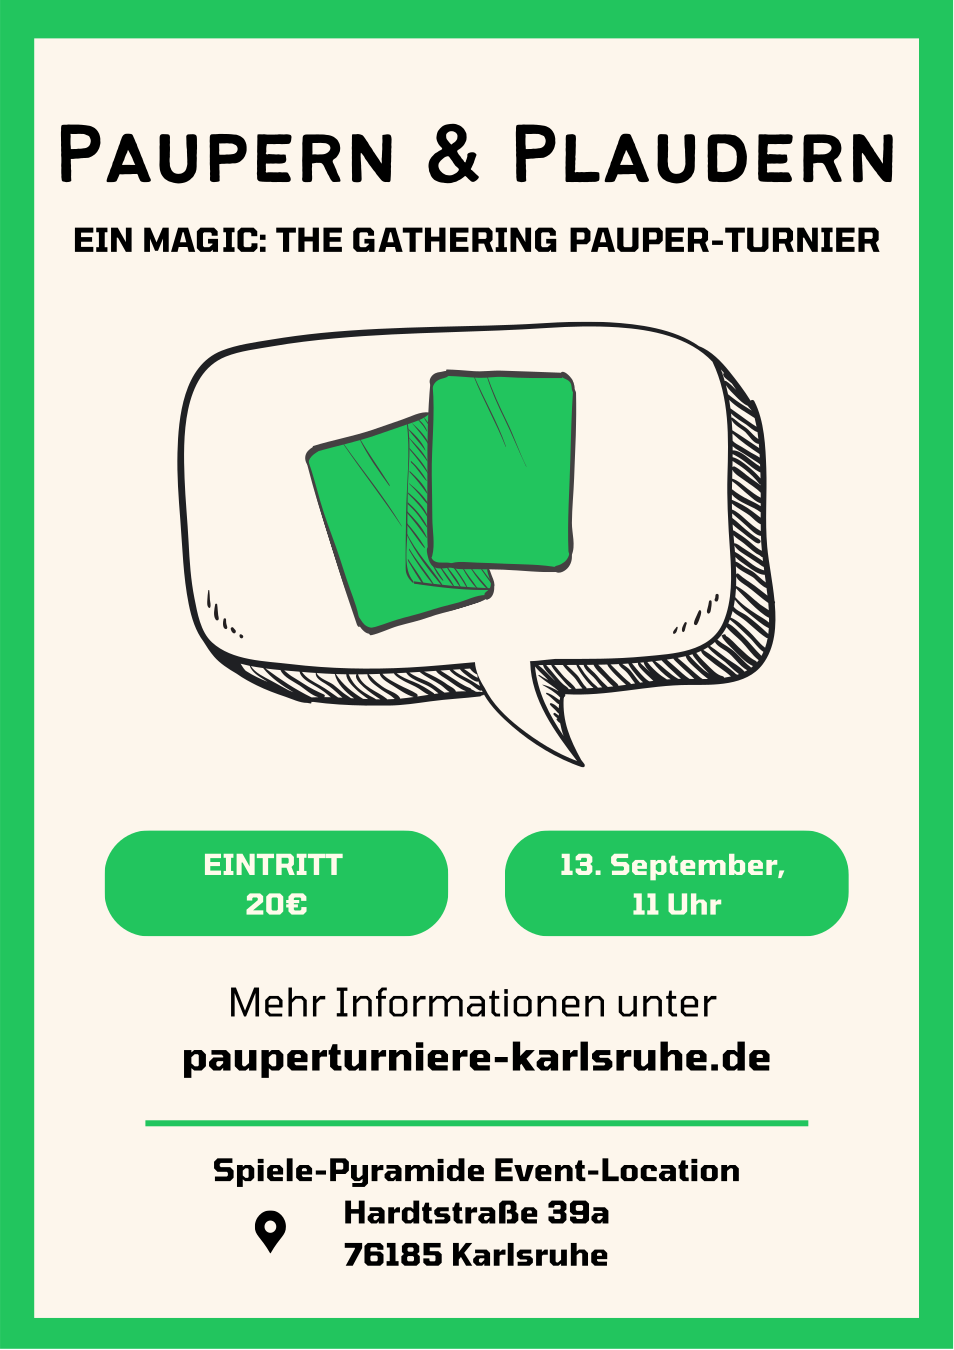 PAUPERN & PLAUDERN
EIN MAGIC: THE GATHERING PAUPER-TURNIER
EINTRITT
20€
13. September,
11 Uhr
Mehr Informationen unter
pauperturniere-karlsruhe.de
Spiele-Pyramide Event-Location
Hardtstraße 39a
76185 Karlsruhe